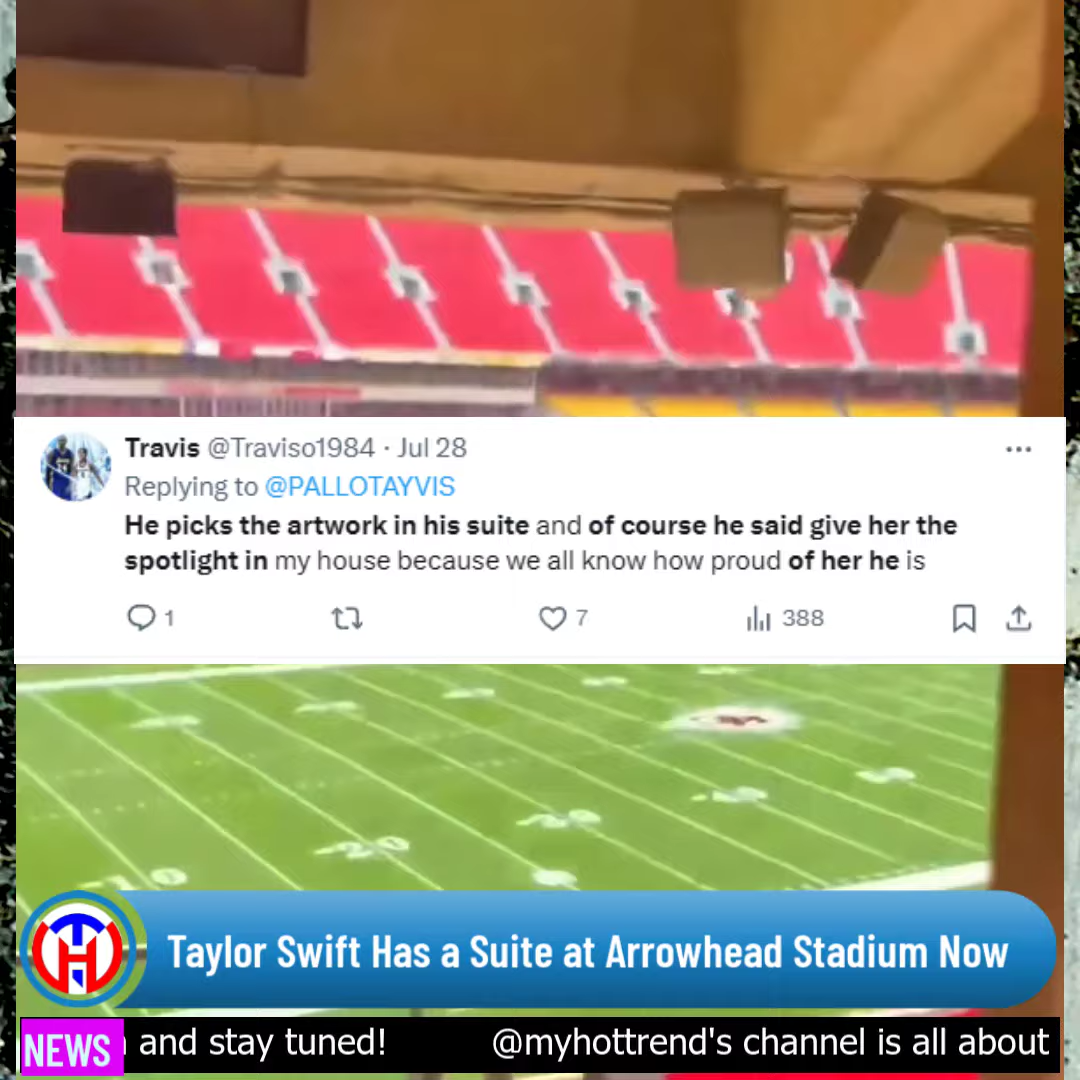 Travis @Traviso1984 · Jul 28
Replying to @PALLOTAYVIS
He picks the artwork in his suite and of course he said give her the
spotlight in my house because we all know how proud of her he is
1 7 388
20
Taylor Swift Has a Suite at Arrowhead Stadium Now
NEWS and stay tuned! @myhottrend's channel is all about